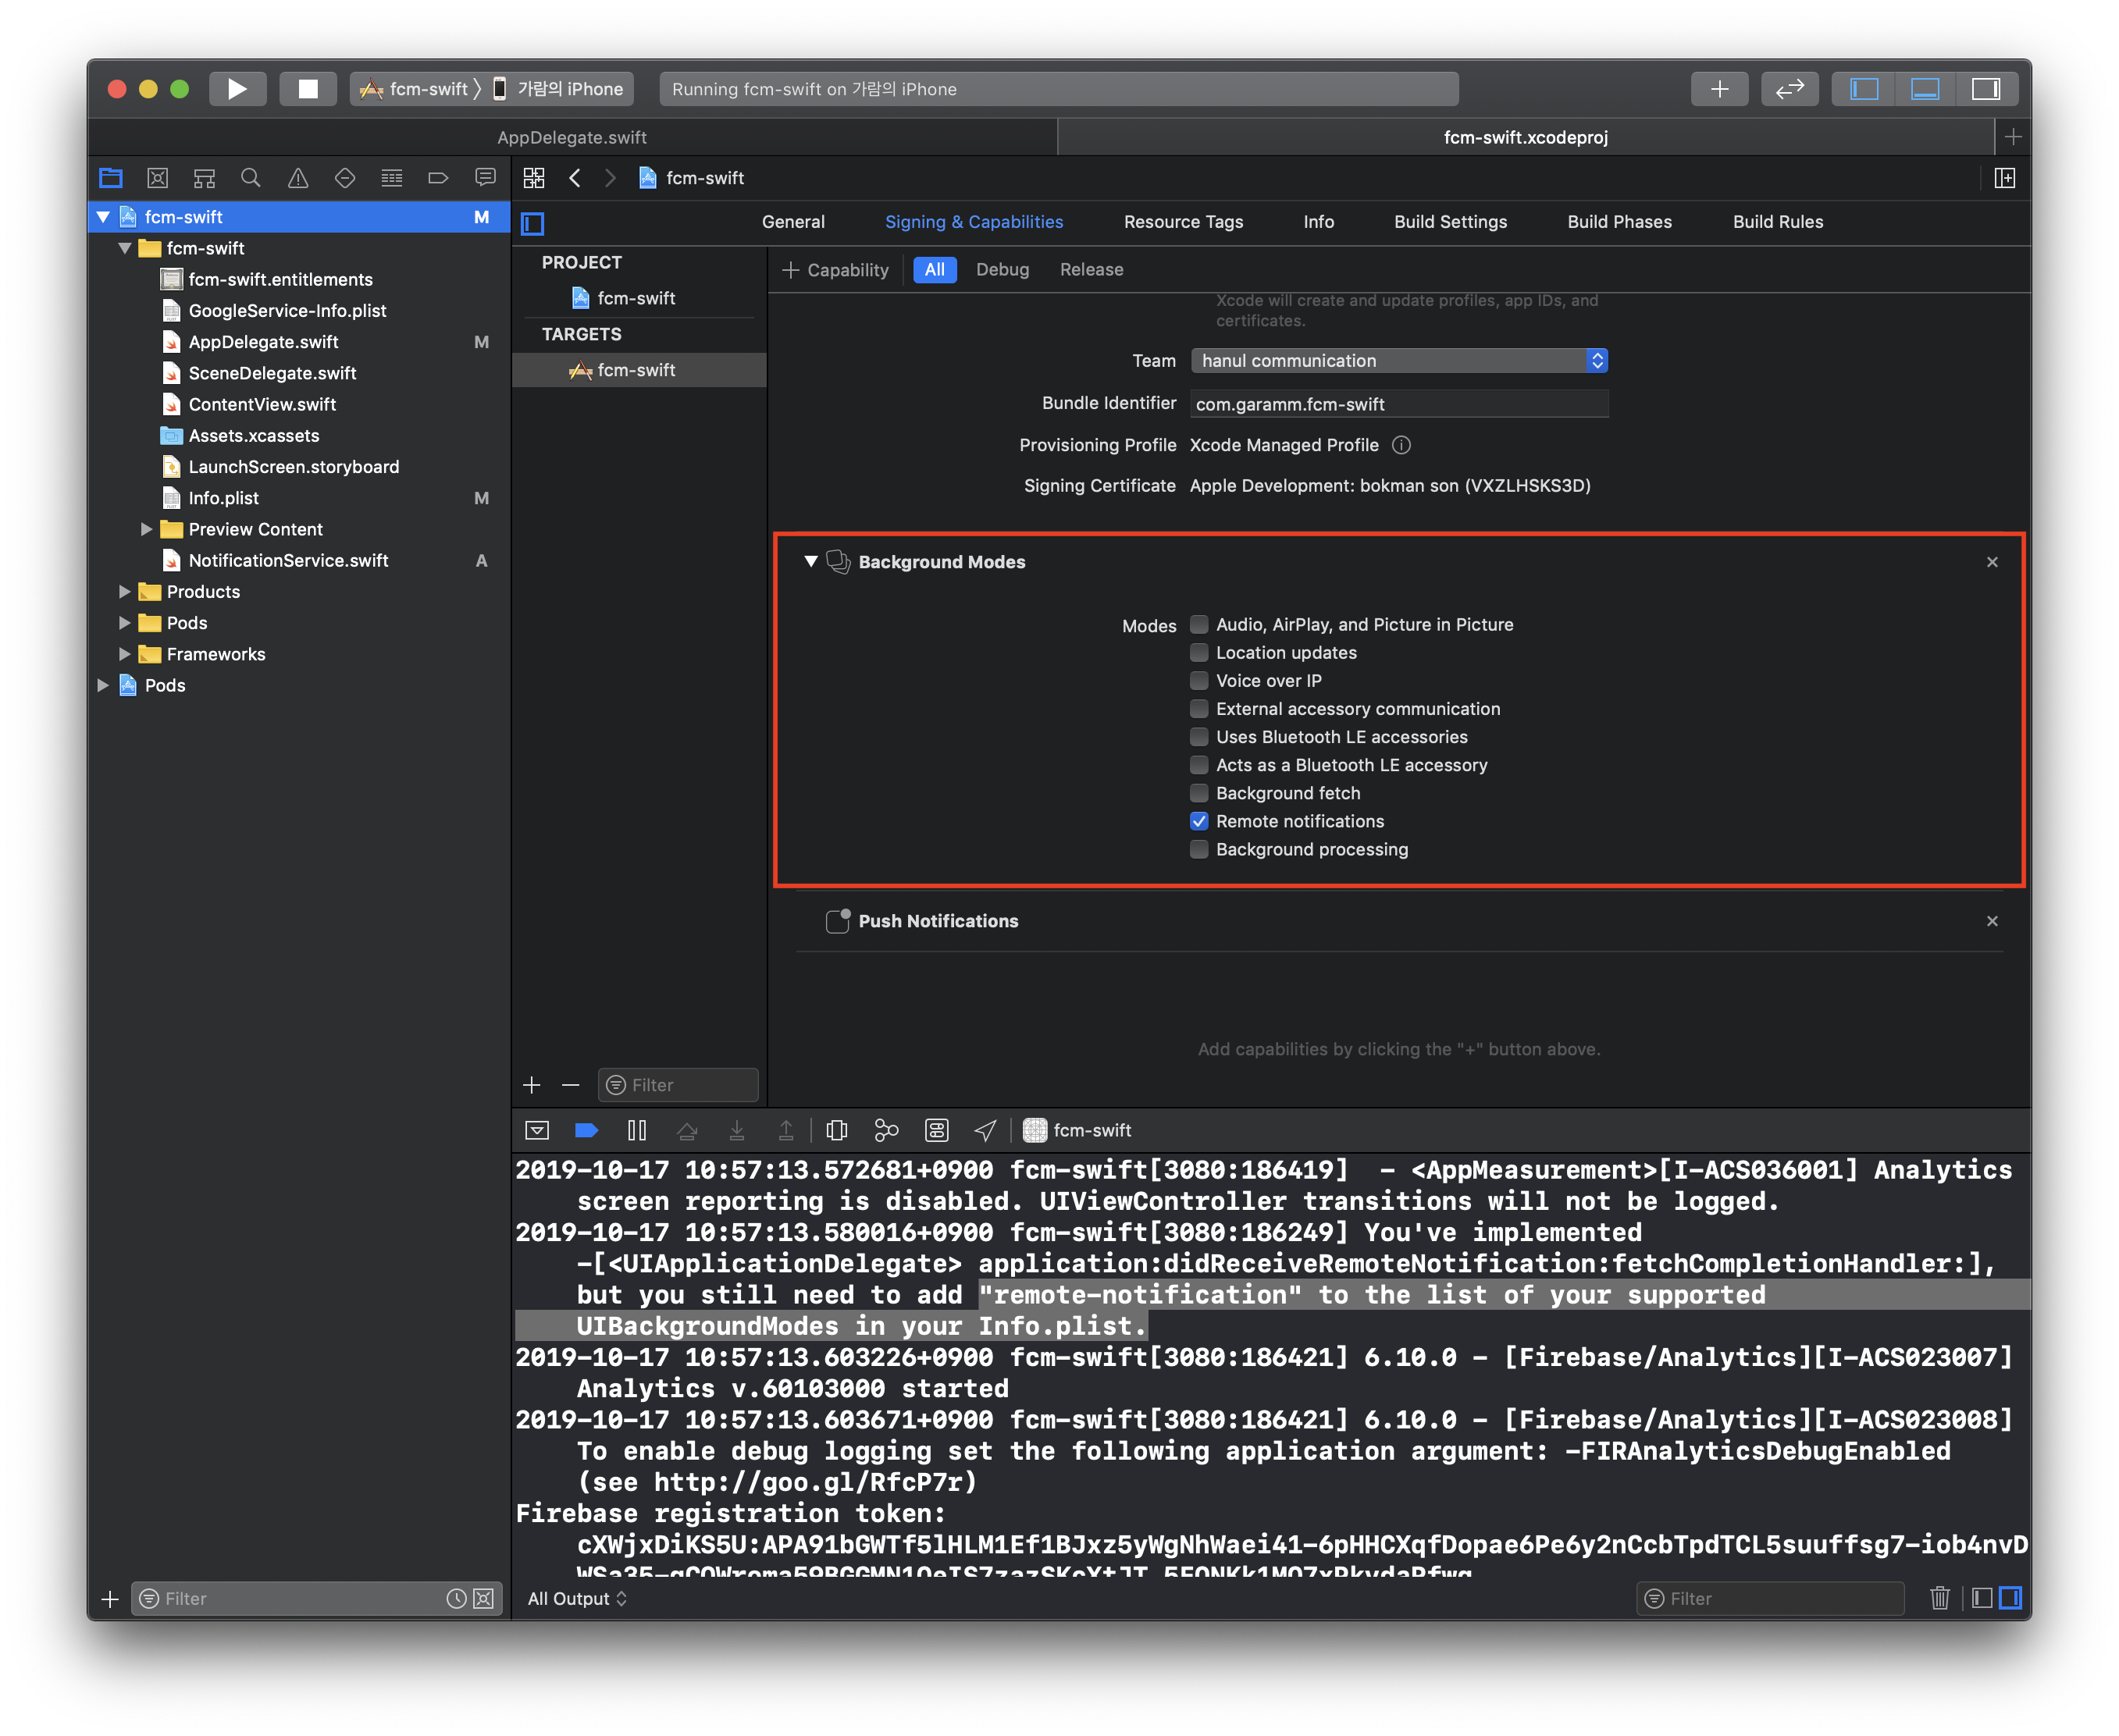 fcm-swift 〉 가람의 iPhone
Running fcm-swift on 가람의 iPhone
AppDelegate.swift
fcm-swift.xcodeproj
fcm-swift
fcm-swift M
fcm-swift
fcm-swift.entitlements
GoogleService-Info.plist
AppDelegate.swift M
SceneDelegate.swift
ContentView.swift
Assets.xcassets
LaunchScreen.storyboard
Info.plist M
Preview Content
NotificationService.swift A
Products
Pods
Frameworks
Pods
Filter
General Signing & Capabilities Resource Tags Info Build Settings Build Phases Build Rules
PROJECT
fcm-swift
TARGETS
fcm-swift
Filter
+ Capability All Debug Release
Xcode will create and update profiles, app IDs, and
certificates.
Team hanul communication
Bundle Identifier com.garamm.fcm-swift
Provisioning Profile Xcode Managed Profile
Signing Certificate Apple Development: bokman son (VXZLHSKS3D)
Background Modes
Modes Audio, AirPlay, and Picture in Picture
Location updates
Voice over IP
External accessory communication
Uses Bluetooth LE accessories
Acts as a Bluetooth LE accessory
Background fetch
Remote notifications
Background processing
Push Notifications
Add capabilities by clicking the "+" button above.
fcm-swift
2019-10-17 10:57:13.572681+0900 fcm-swift[3080:186419]  - <AppMeasurement>[I-ACS036001] Analytics
screen reporting is disabled. UIViewController transitions will not be logged.
2019-10-17 10:57:13.580016+0900 fcm-swift[3080:186249] You've implemented
-[<UIApplicationDelegate> application:didReceiveRemoteNotification:fetchCompletionHandler:],
but you still need to add "remote-notification" to the list of your supported
UIBackgroundModes in your Info.plist.
2019-10-17 10:57:13.603226+0900 fcm-swift[3080:186421] 6.10.0 - [Firebase/Analytics][I-ACS023007]
Analytics v.60103000 started
2019-10-17 10:57:13.603671+0900 fcm-swift[3080:186421] 6.10.0 - [Firebase/Analytics][I-ACS023008]
To enable debug logging set the following application argument: -FIRAnalyticsDebugEnabled
(see http://goo.gl/RfcP7r)
Firebase registration token:
cXWjxDiKS5U:APA91bGWTf5lHLM1Ef1BJxz5yWgNhWaei41-6pHHCXqfDopae6Pe6y2nCcbTpdTCL5suuffsg7-iob4nvD
All Output
Filter